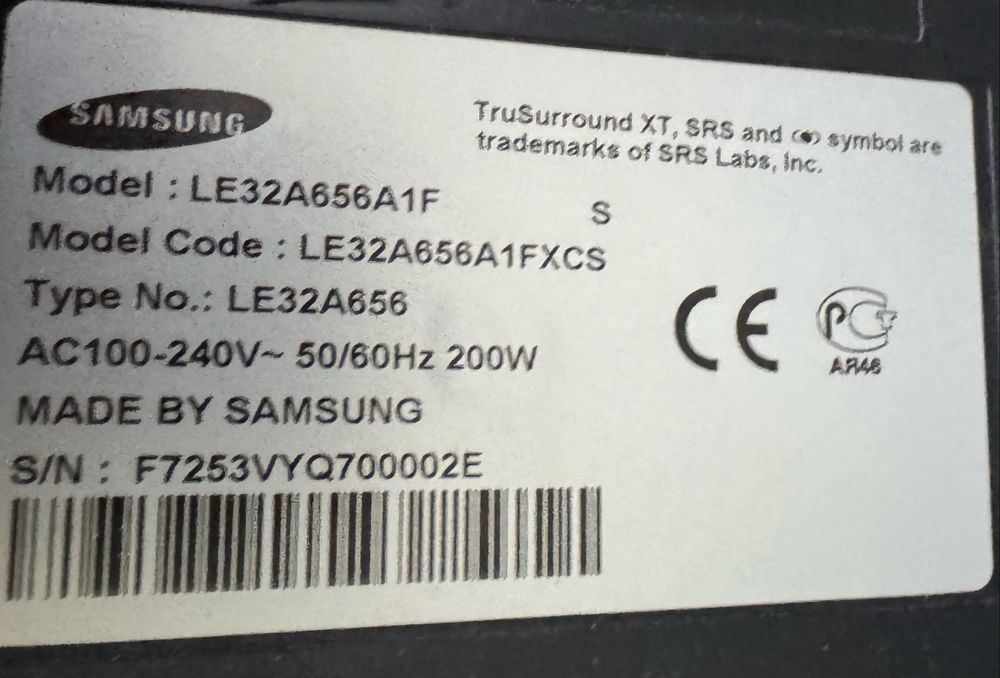 SAMSUNG
TruSurround XT, SRS and (●) symbol are
trademarks of SRS Labs, Inc.
Model : LE32A656A1F
S
Model Code : LE32A656A1FXCS
Type No.: LE32A656
AC100-240V~ 50/60Hz 200W
MADE BY SAMSUNG
S/N : F7253VYQ700002E
CE
PC